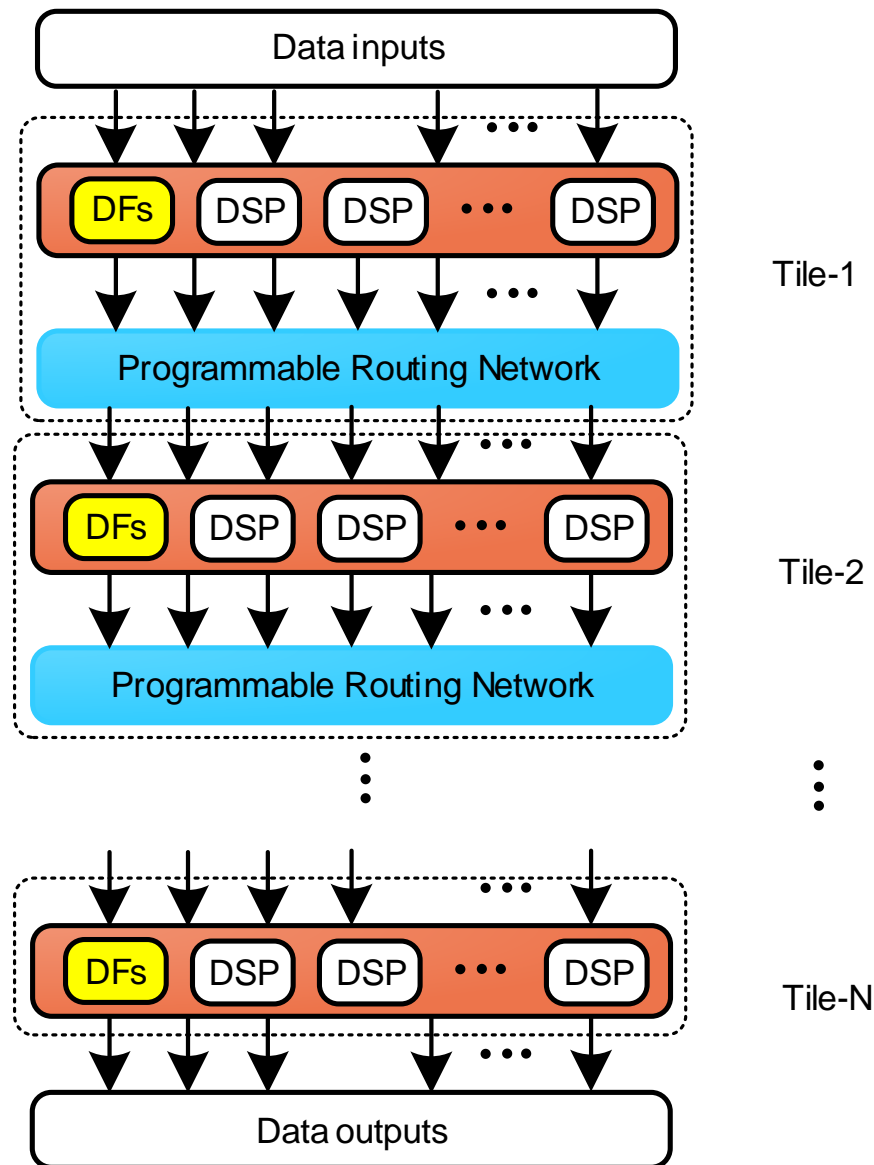 Data inputs
DFs DSP DSP ••• DSP
Tile-1
Programmable Routing Network
DFs DSP DSP ••• DSP
Tile-2
Programmable Routing Network
DFs DSP DSP ••• DSP
Tile-N
Data outputs